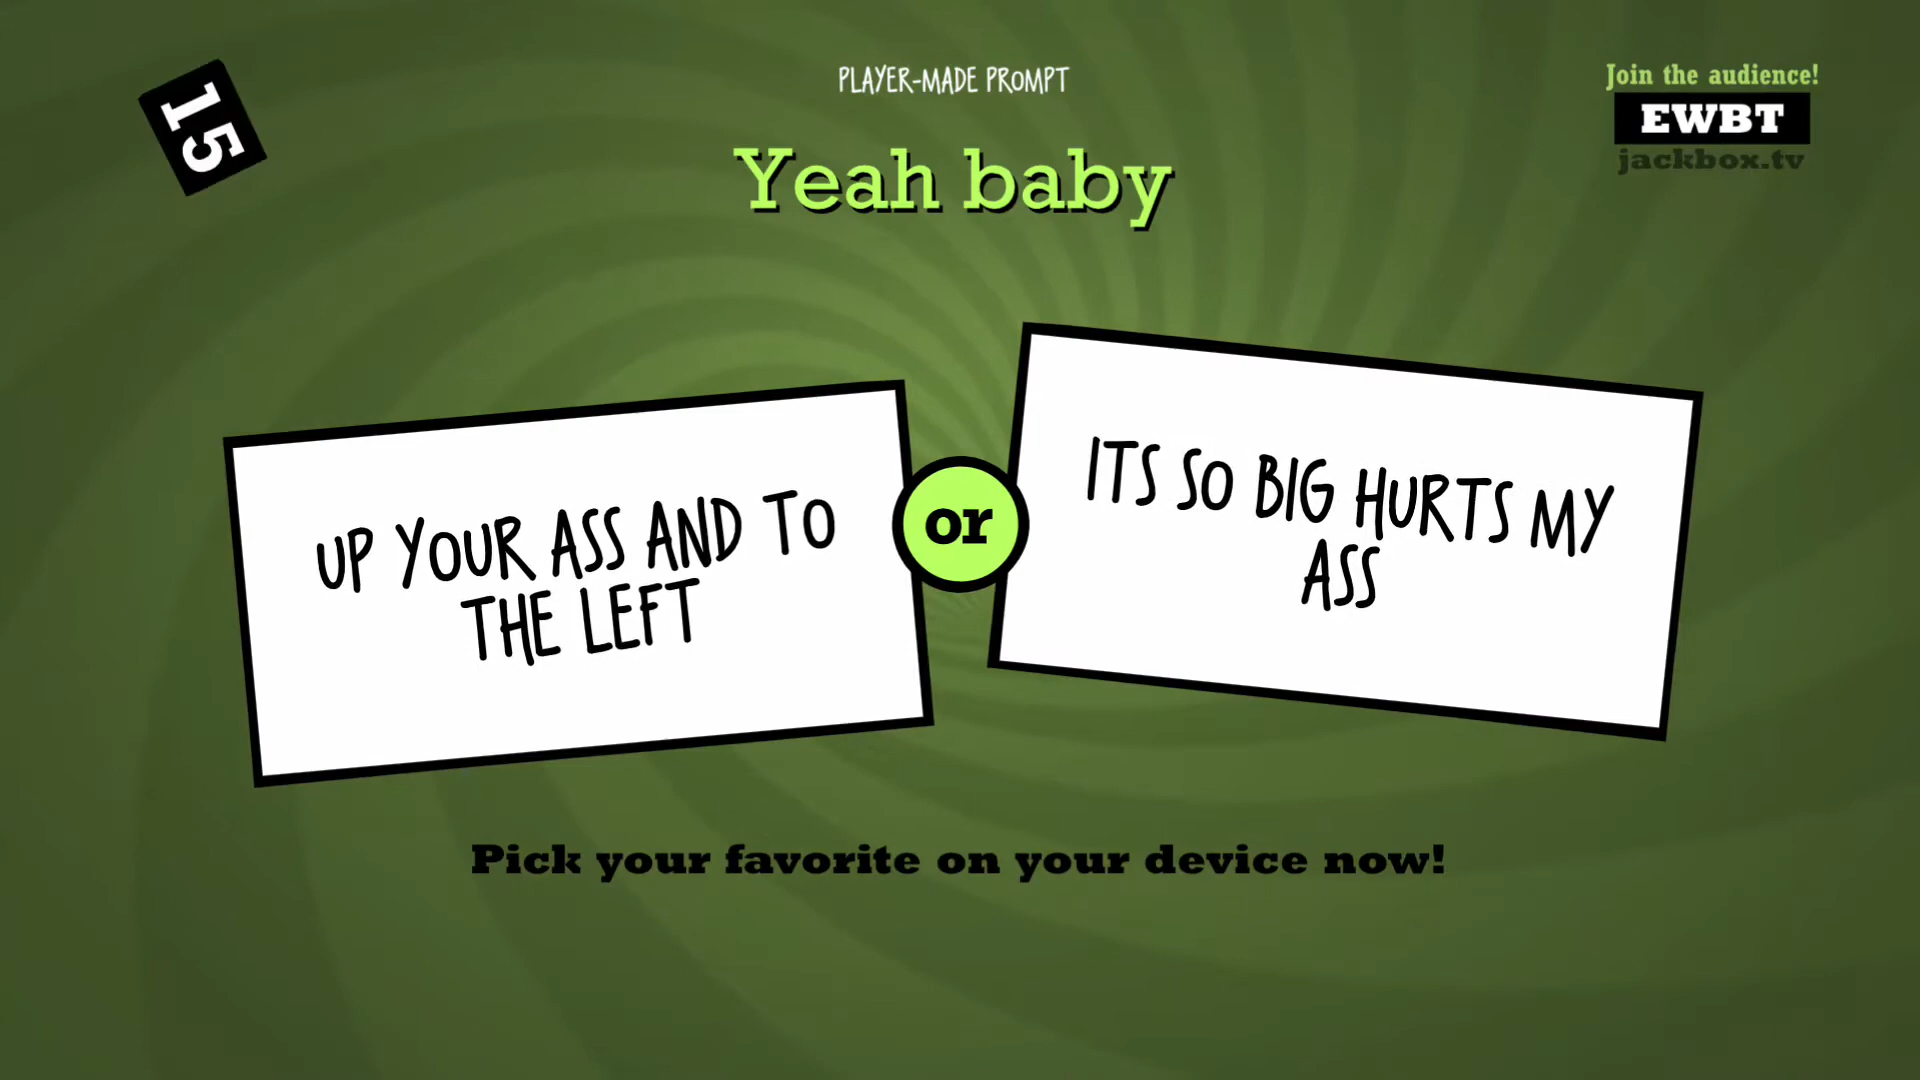 15
PLAYER-MADE PROMPT
Yeah baby
Join the audience!
EWBT
jackbox.tv
UP YOUR ASS AND TO
THE LEFT
or
ITS SO BIG HURTS MY
ASS
Pick your favorite on your device now!